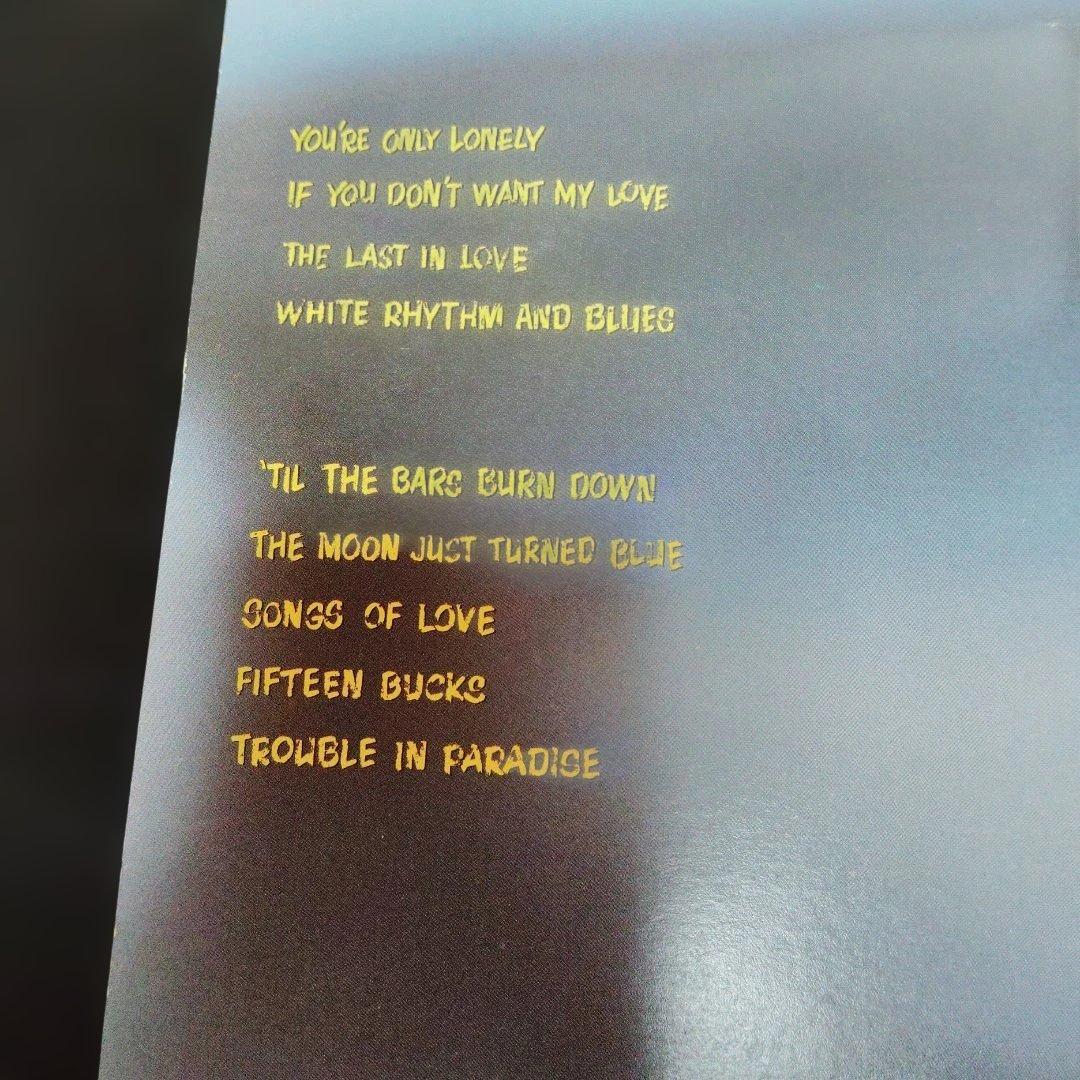 YOU'RE ONLY LONELY
IF YOU DON'T WANT MY LOVE
THE LAST IN LOVE
WHITE RHYTHM AND BLUES
'TIL THE BARS BURN DOWN
THE MOON JUST TURNED BLUE
SONGS OF LOVE
FIFTEEN BUCKS
TROUBLE IN PARADISE